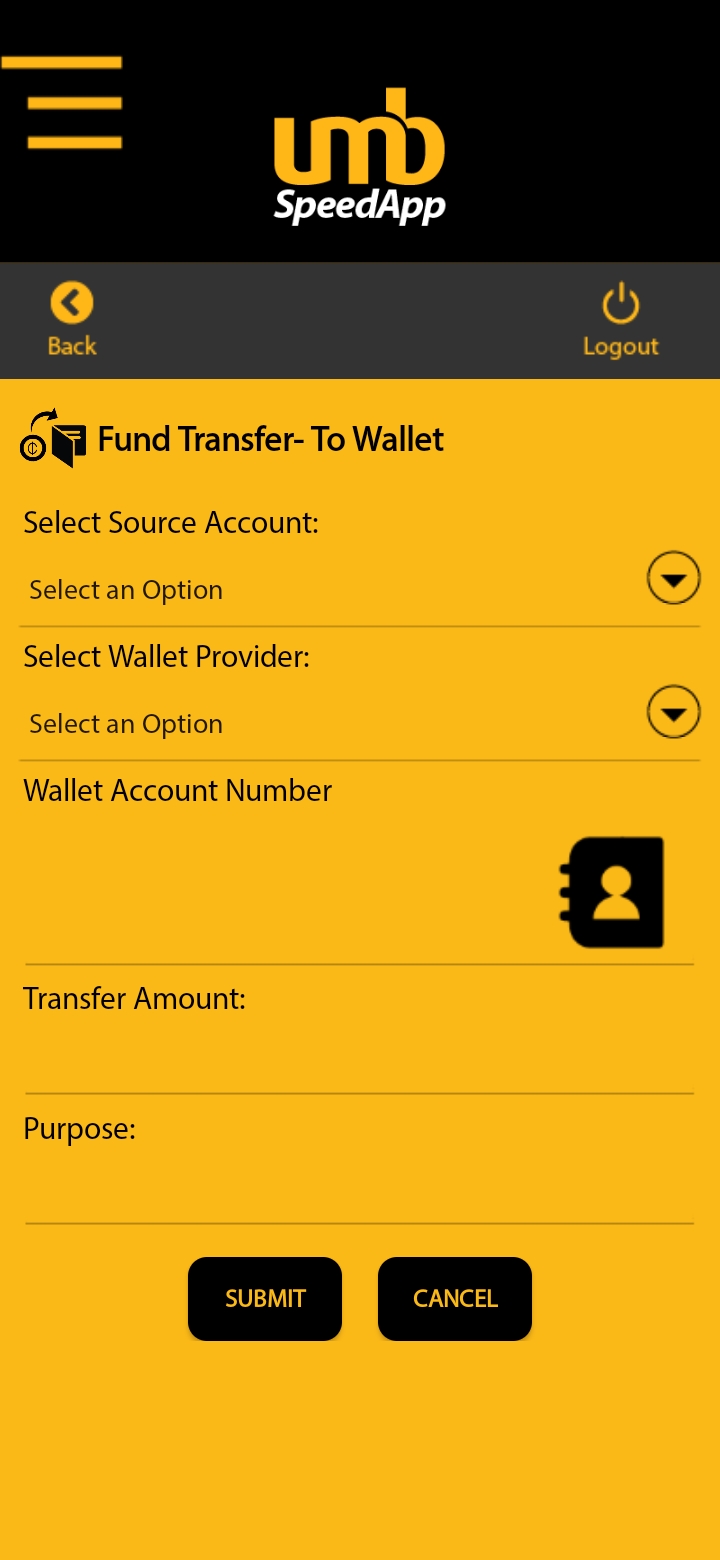 umb
SpeedApp
Back
Logout
Fund Transfer- To Wallet
Select Source Account:
Select an Option
Select Wallet Provider:
Select an Option
Wallet Account Number
Transfer Amount:
Purpose:
SUBMIT
CANCEL